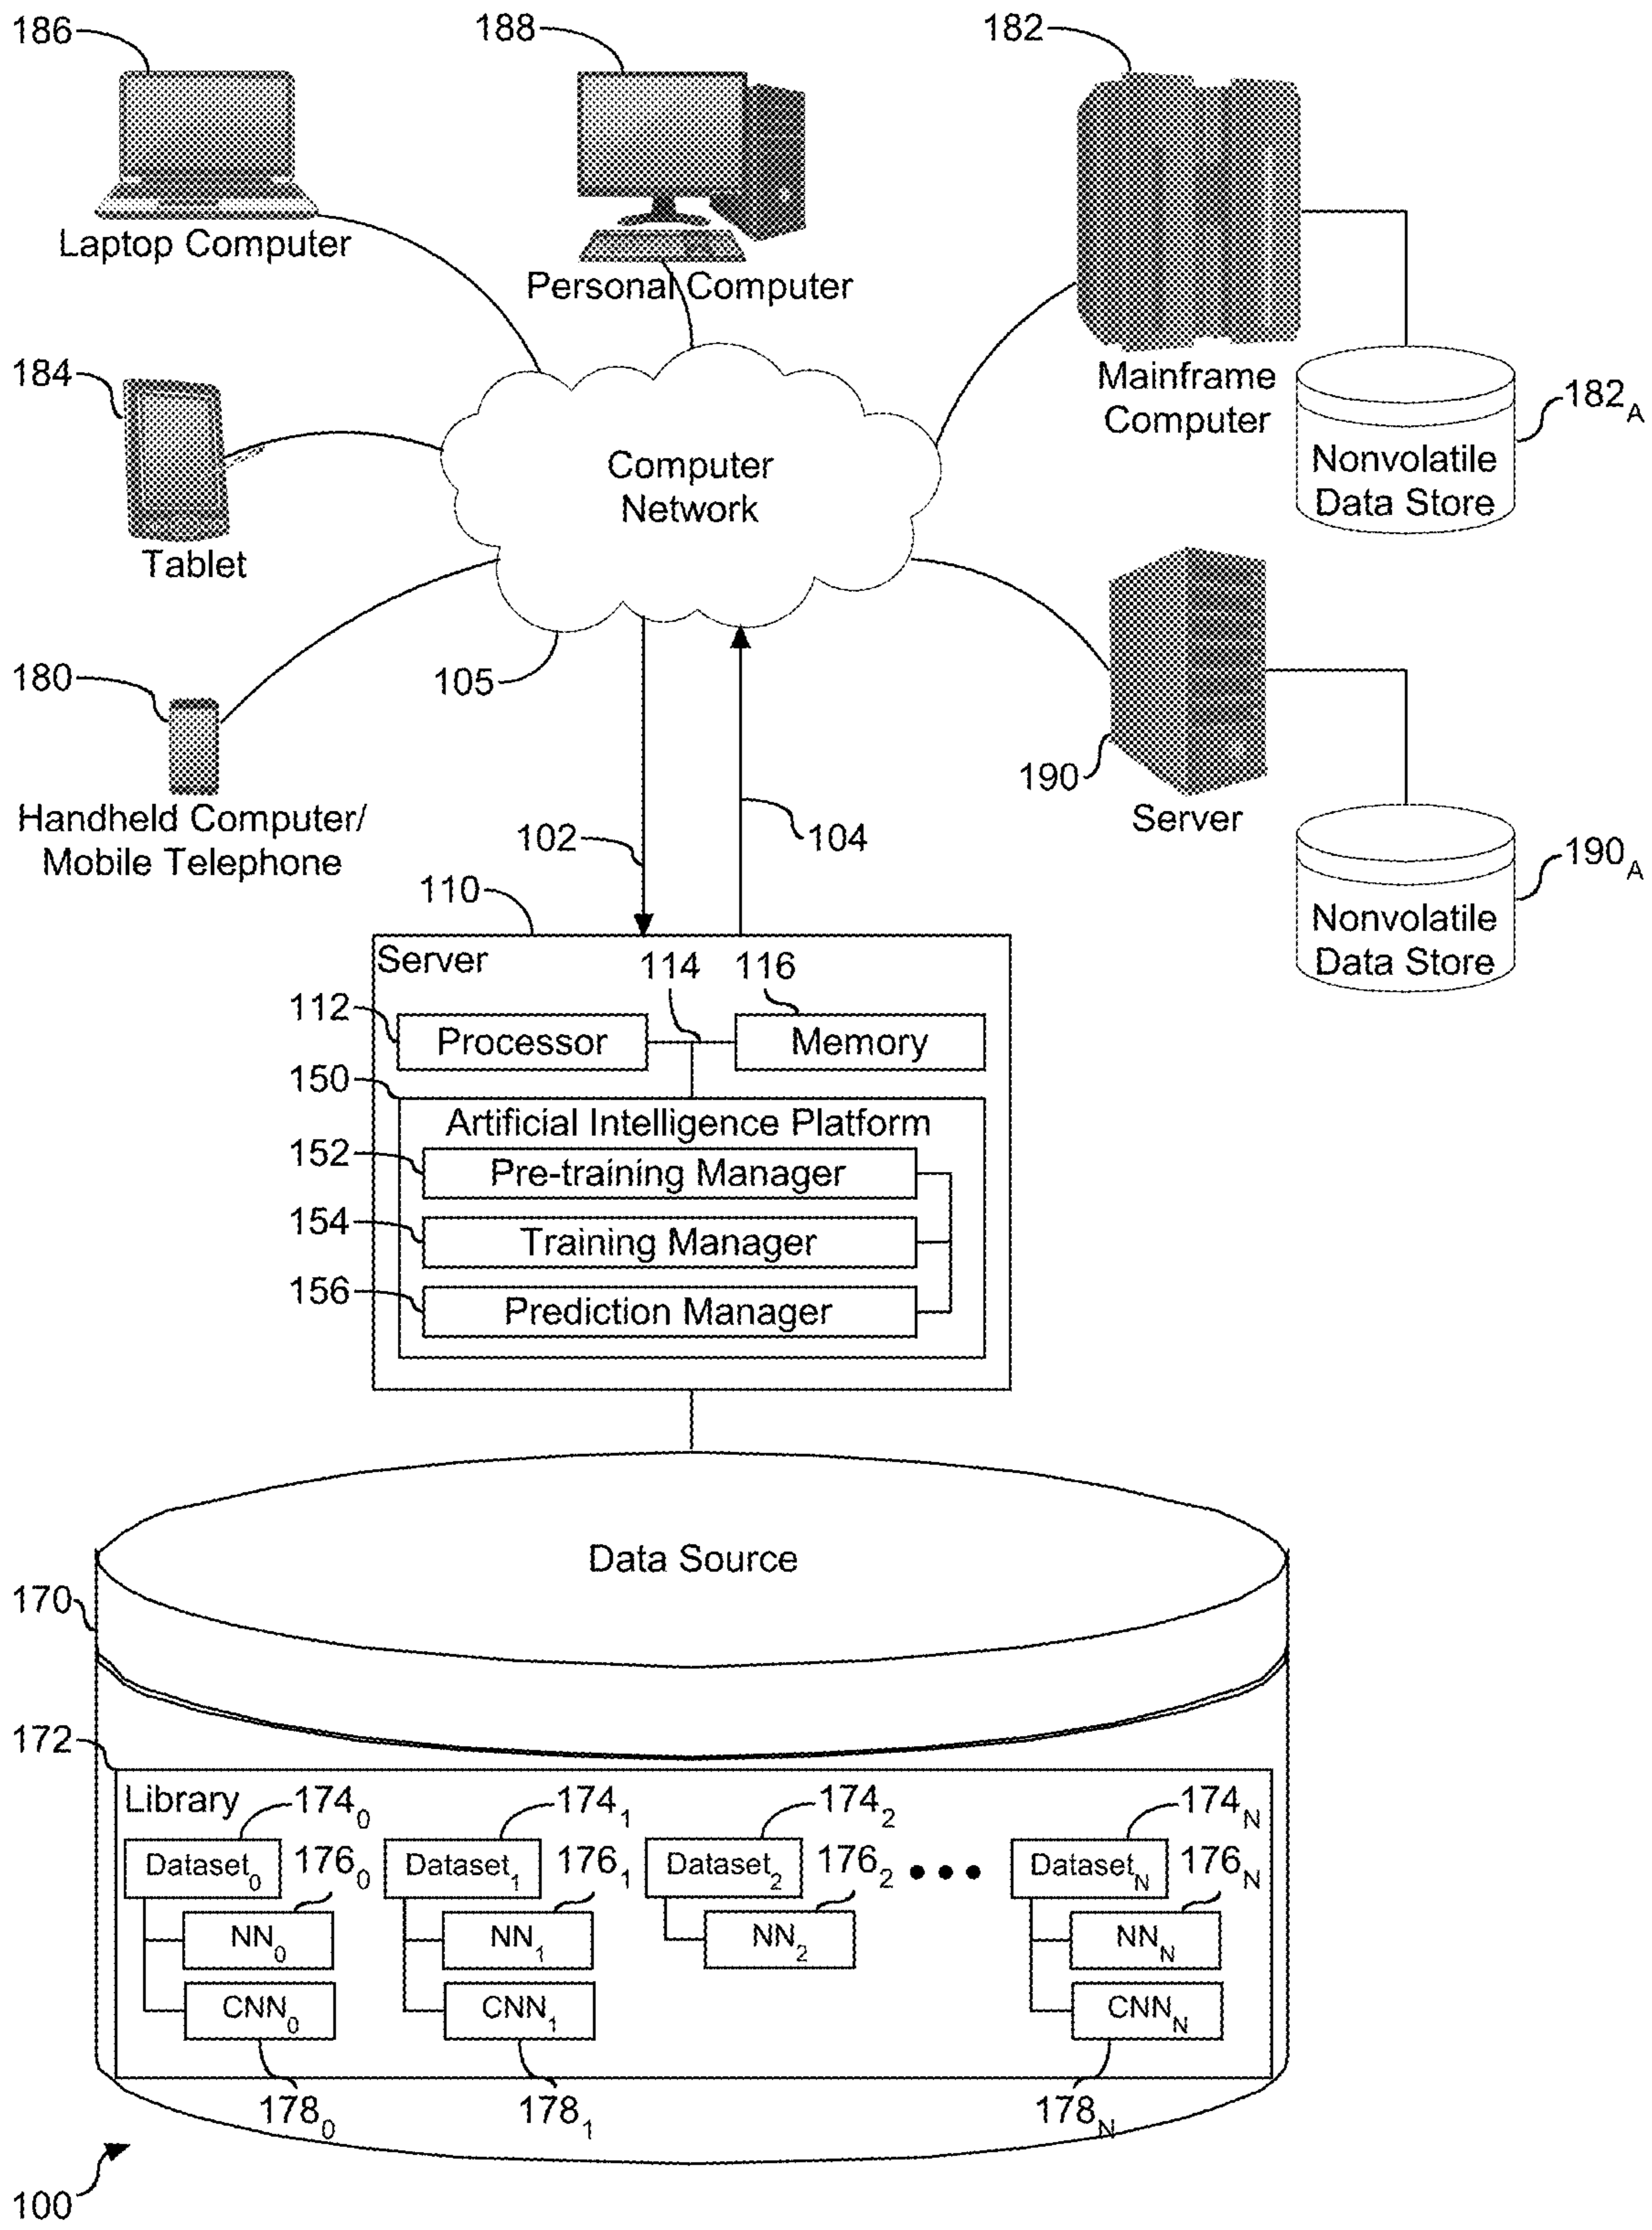 186
188
182
Laptop Computer
Personal Computer
184
Mainframe
Computer
182A
Computer
Network
Nonvolatile
Data Store
Tablet
180
105
190
Server
Handheld Computer/
Mobile Telephone
102
104
190A
110
Nonvolatile
Data Store
Server
114
116
112
Processor
Memory
150
Artificial Intelligence Platform
152
Pre-training Manager
154
Training Manager
156
Prediction Manager
Data Source
170
172
Library
1740
1741
1742
174N
Dataset0
1760
Dataset1
1761
Dataset2
1762
DatasetN
176N
NN0
NN1
NN2
NNN
CNN0
CNN1
CNNN
1780
1781
178N
100